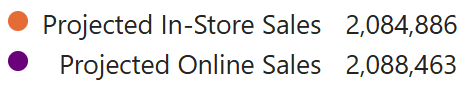 Projected In-Store Sales 2,084,886
Projected Online Sales 2,088,463